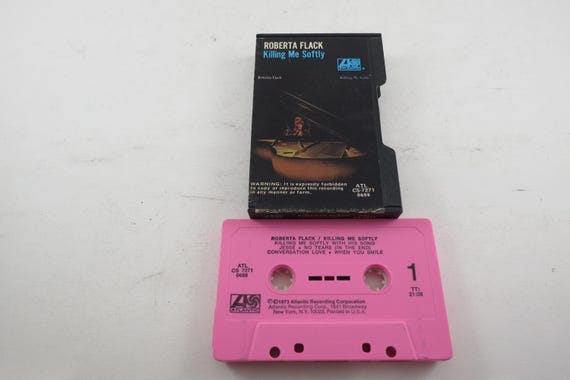 ROBERTA FLACK
Killing Me Softly
ATLANTIC
Roberta Flack
Killing Me Softly
WARNING: It is expressly forbidden
to copy or reproduce this recording
in any manner or form.
ATL
CS-7271
0698
ROBERTA FLACK / KILLING ME SOFTLY
KILLING ME SOFTLY WITH HIS SONG
JESSE • NO TEARS (IN THE END)
CONVERSATION LOVE • WHEN YOU SMILE
ATL
CS 7271
0698
1
TT:
21:08
ATLANTIC
©1973 Atlantic Recording Corporation
Atlantic Recording Corp., 1841 Broadway
New York, N.Y. 10023, Printed in U.S.A.